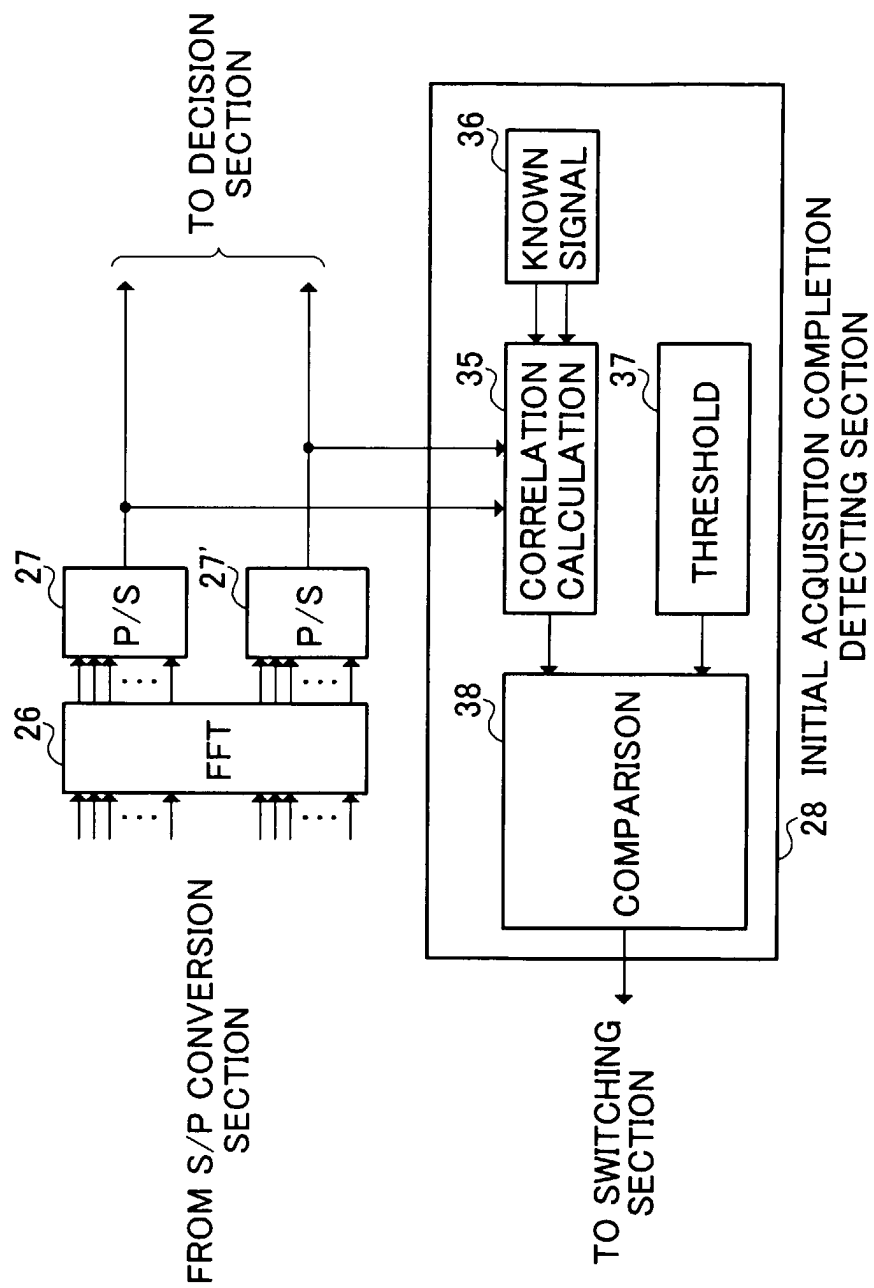 FROM S/P CONVERSION
SECTION
26
FFT
27
P/S
27'
P/S
TO DECISION
SECTION
TO SWITCHING
SECTION
38
COMPARISON
35
CORRELATION
CALCULATION
36
KNOWN
SIGNAL
37
THRESHOLD
28 INITIAL ACQUISITION COMPLETION
DETECTING SECTION